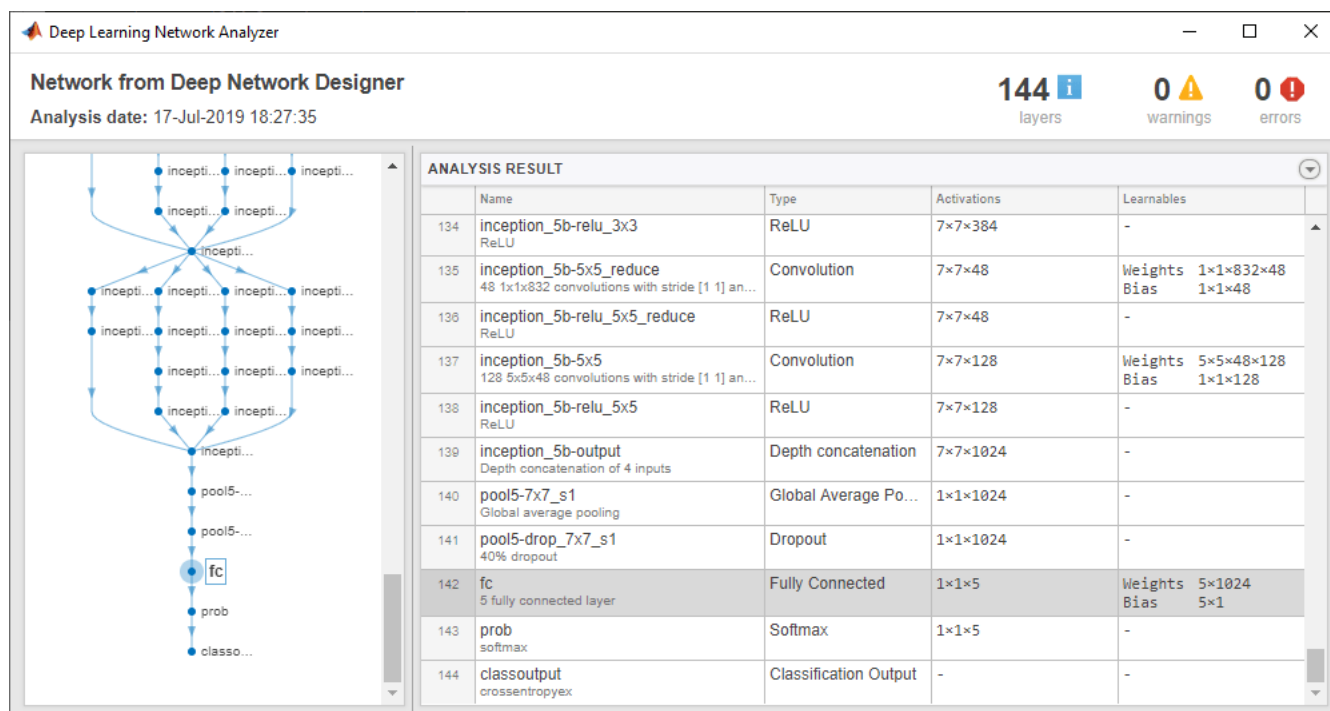 Deep Learning Network Analyzer
Network from Deep Network Designer
Analysis date: 17-Jul-2019 18:27:35
144 i
layers
0
warnings
0
errors
incepti... incepti... incepti...
incepti... incepti...
incepti...
incepti... incepti... incepti... incepti...
incepti... incepti... incepti... incepti...
incepti... incepti... incepti...
incepti... incepti...
incepti...
pool5-...
pool5-...
fc
prob
classo...
ANALYSIS RESULT
Name Type Activations Learnables
134 inception_5b-relu_3x3 ReLU 7×7×384 -
ReLU
135 inception_5b-5x5_reduce Convolution 7×7×48 Weights 1×1×832×48
48 1x1x832 convolutions with stride [1 1] an... Bias 1×1×48
136 inception_5b-relu_5x5_reduce ReLU 7×7×48 -
ReLU
137 inception_5b-5x5 Convolution 7×7×128 Weights 5×5×48×128
128 5x5x48 convolutions with stride [1 1] an... Bias 1×1×128
138 inception_5b-relu_5x5 ReLU 7×7×128 -
ReLU
139 inception_5b-output Depth concatenation 7×7×1024 -
Depth concatenation of 4 inputs
140 pool5-7x7_s1 Global Average Po... 1×1×1024 -
Global average pooling
141 pool5-drop_7x7_s1 Dropout 1×1×1024 -
40% dropout
142 fc Fully Connected 1×1×5 Weights 5×1024
5 fully connected layer Bias 5×1
143 prob Softmax 1×1×5 -
softmax
144 classoutput Classification Output - -
crossentropyex